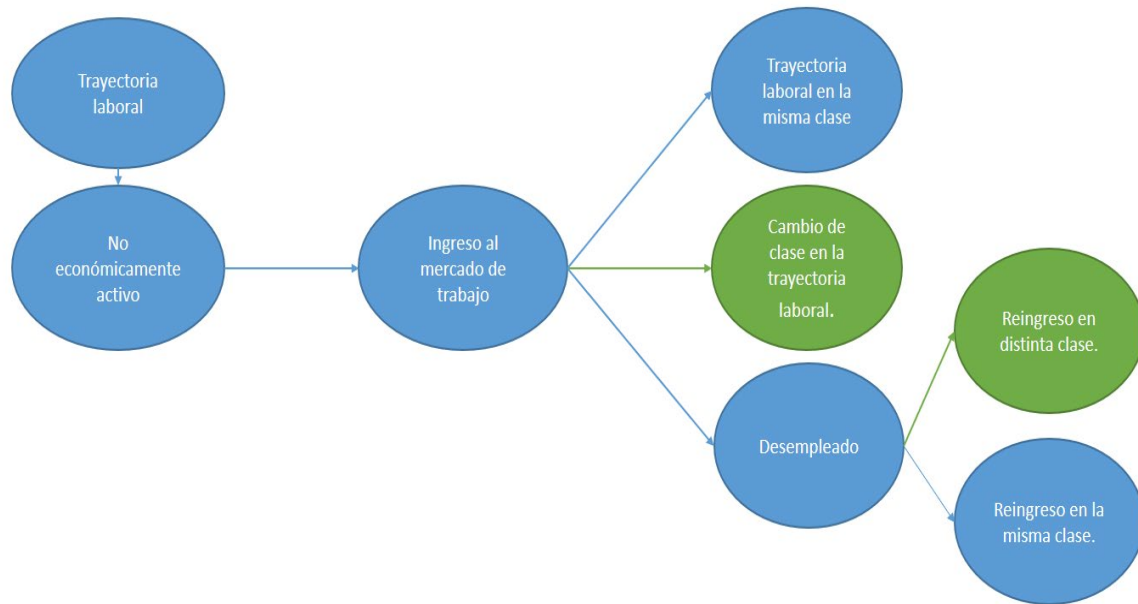 Trayectoria
laboral
No
económicamente
activo
Ingreso al
mercado de
trabajo
Trayectoria
laboral en la
misma clase
Cambio de
clase en la
trayectoria
laboral.
Desempleado
Reingreso en
distinta clase.
Reingreso en la
misma clase.